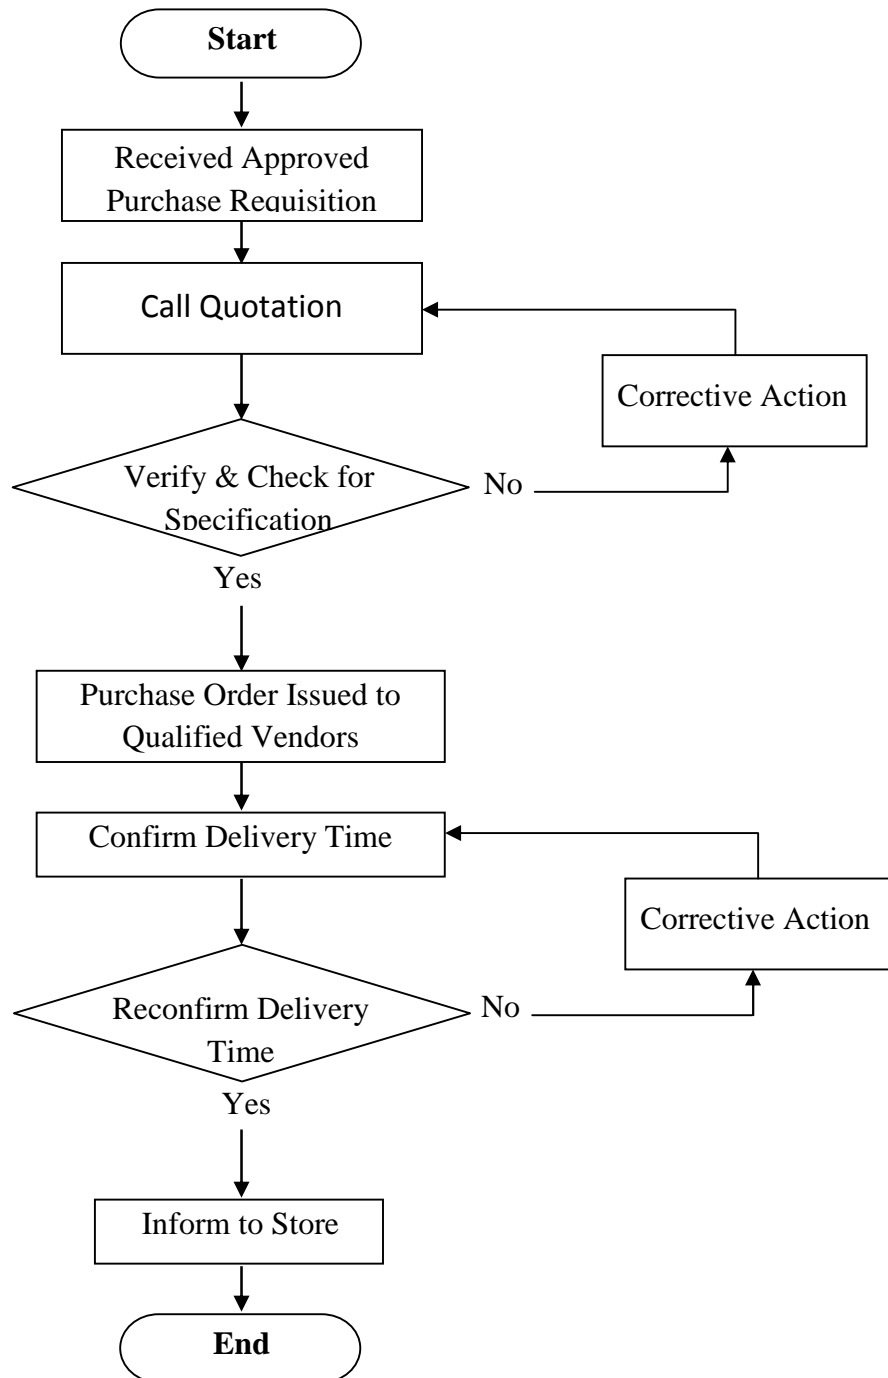 Start
Received Approved
Purchase Requisition
Call Quotation
Corrective Action
Verify & Check for
Specification
No
Yes
Purchase Order Issued to
Qualified Vendors
Confirm Delivery Time
Corrective Action
Reconfirm Delivery
Time
No
Yes
Inform to Store
End